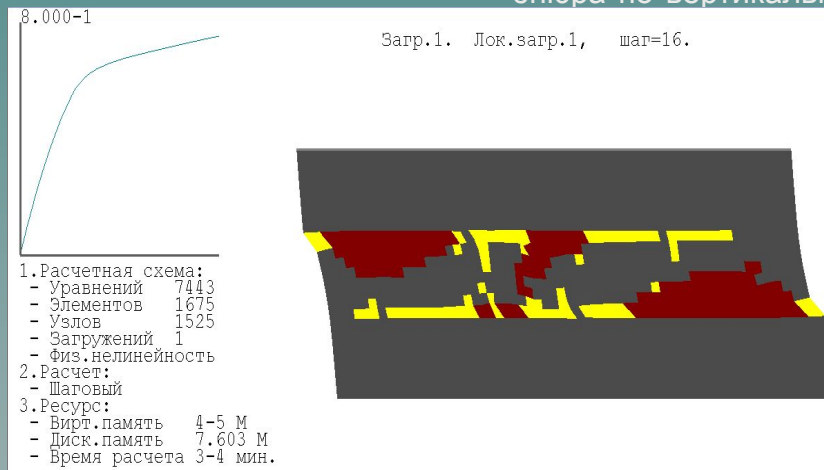 8.000-1
Загр.1. Лок.загр.1, шаг=16.
1.Расчетная схема:
- Уравнений 7443
- Элементов 1675
- Узлов 1525
- Загружений 1
- Физ.нелинейность
2.Расчет:
- Шаговый
3.Ресурс:
- Вирт.память 4-5 М
- Диск.память 7.603 М
- Время расчета 3-4 мин.